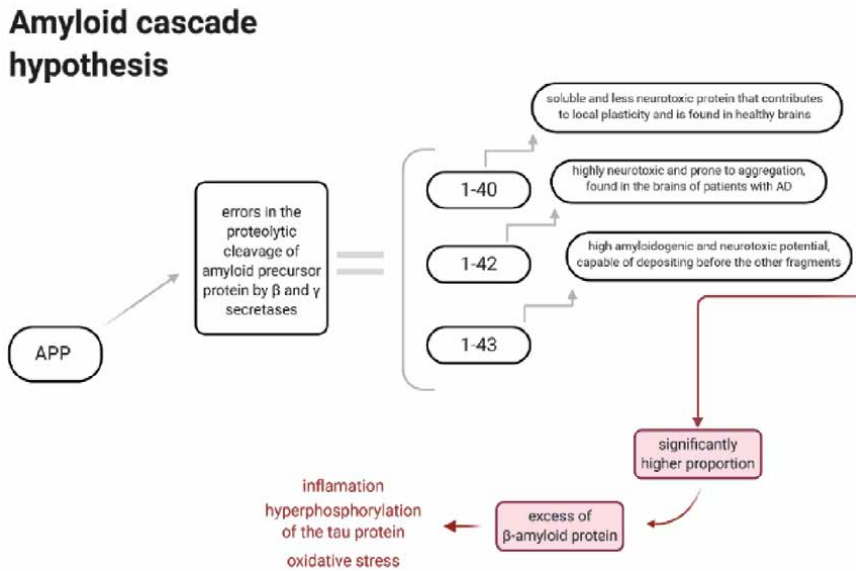 Amyloid cascade
hypothesis
APP
errors in the
proteolytic
cleavage of
amyloid precursor
protein by β and γ
secretases
1-40
soluble and less neurotoxic protein that contributes
to local plasticity and is found in healthy brains
1-42
highly neurotoxic and prone to aggregation,
found in the brains of patients with AD
1-43
high amyloidogenic and neurotoxic potential,
capable of depositing before the other fragments
significantly
higher proportion
excess of
β-amyloid protein
inflamation
hyperphosphorylation
of the tau protein
oxidative stress